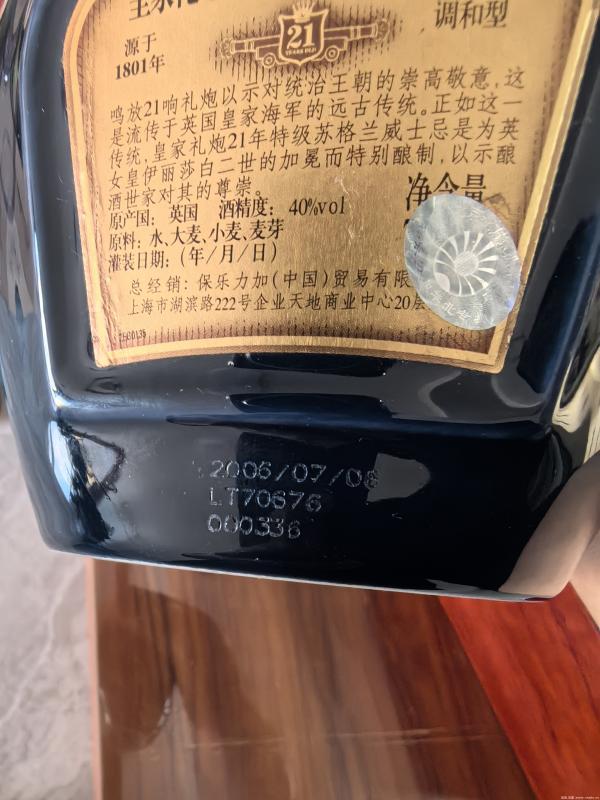 调和型
源于
1801年
21
YEARS OLD
鸣放21响礼炮以示对统治王朝的崇高敬意,这
是流传于英国皇家海军的远古传统。正如这一
传统,皇家礼炮21年特级苏格兰威士忌是为英
女皇伊丽莎白二世的加冕而特别酿制,以示酿
酒世家对其的尊崇。
净含量
原产国: 英国 酒精度: 40%vol
原料: 水、大麦、小麦、麦芽
灌装日期: (年/月/日)
总经销: 保乐力加(中国)贸易有限
上海市湖滨路222号企业天地商业中心20层
2006/07/08
LT70676
000336